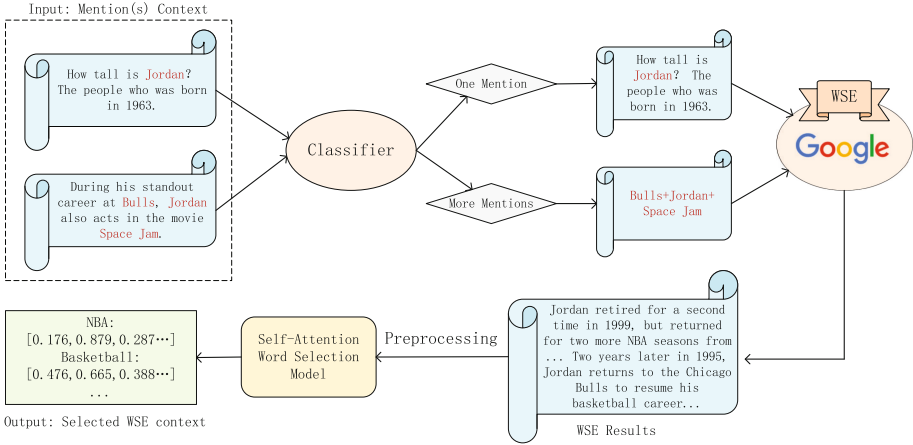 Input: Mention(s) Context
How tall is Jordan?
The people who was born
in 1963.
During his standout
career at Bulls, Jordan
also acts in the movie
Space Jam.
Classifier
One Mention
More Mentions
How tall is
Jordan? The
people who was
born in 1963.
Bulls+Jordan+
Space Jam
WSE
Google
Jordan retired for a second
time in 1999, but returned
for two more NBA seasons from
... Two years later in 1995,
Jordan returns to the Chicago
Bulls to resume his
basketball career...
WSE Results
Preprocessing
Self-Attention
Word Selection
Model
NBA:
[0.176,0.879,0.287…]
Basketball:
[0.476,0.665,0.388…]
...
Output: Selected WSE context